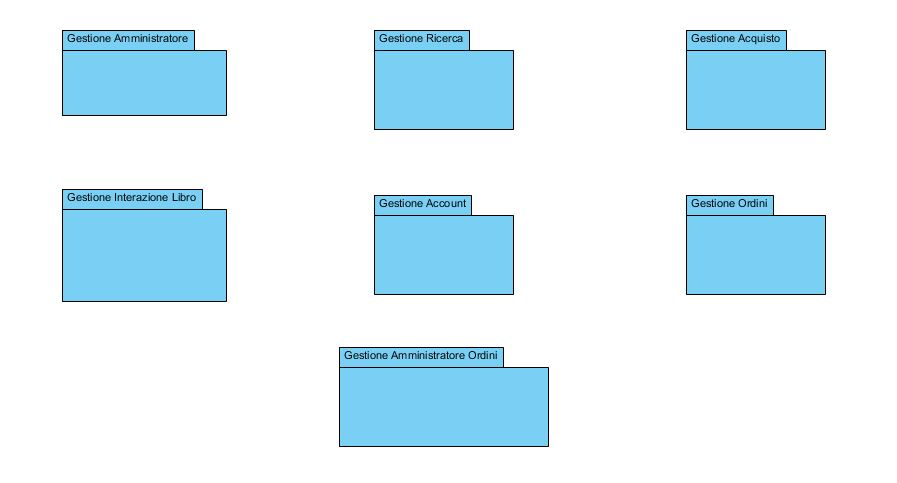 Gestione Amministratore
Gestione Ricerca
Gestione Acquisto
Gestione Interazione Libro
Gestione Account
Gestione Ordini
Gestione Amministratore Ordini